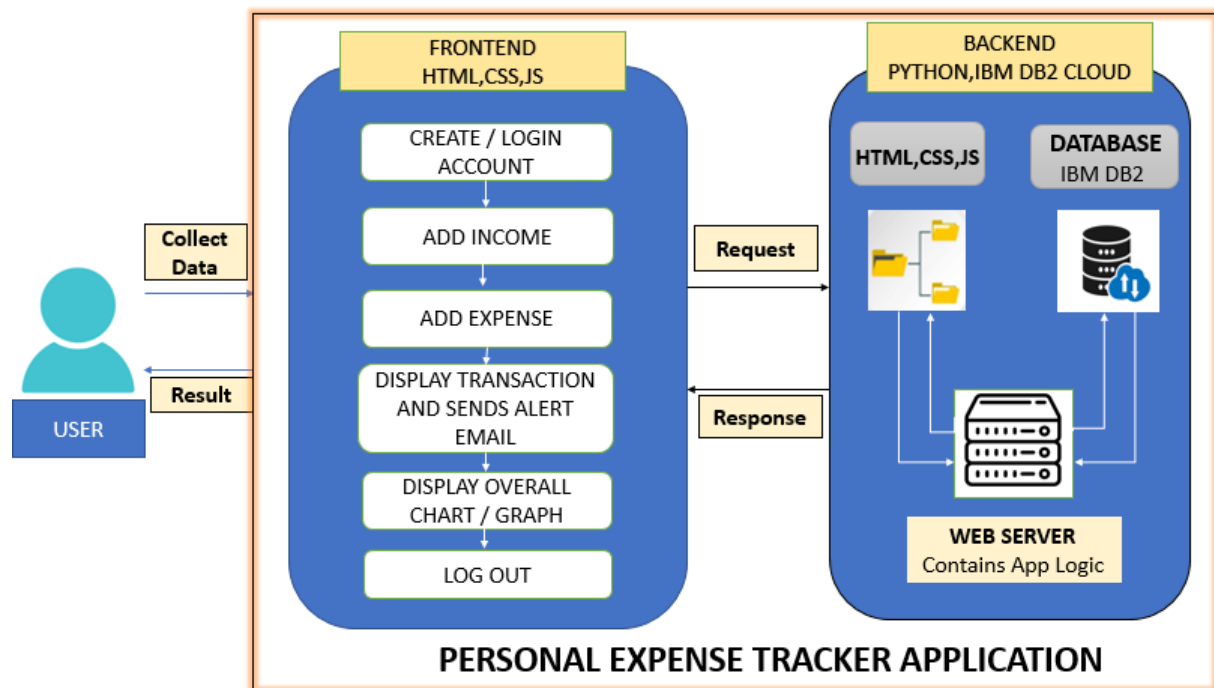 FRONTEND
HTML,CSS,JS
BACKEND
PYTHON,IBM DB2 CLOUD
CREATE / LOGIN
ACCOUNT
ADD INCOME
ADD EXPENSE
DISPLAY TRANSACTION
AND SENDS ALERT
EMAIL
DISPLAY OVERALL
CHART / GRAPH
LOG OUT
Collect
Data
Result
USER
Request
Response
HTML,CSS,JS
DATABASE
IBM DB2
WEB SERVER
Contains App Logic
PERSONAL EXPENSE TRACKER APPLICATION